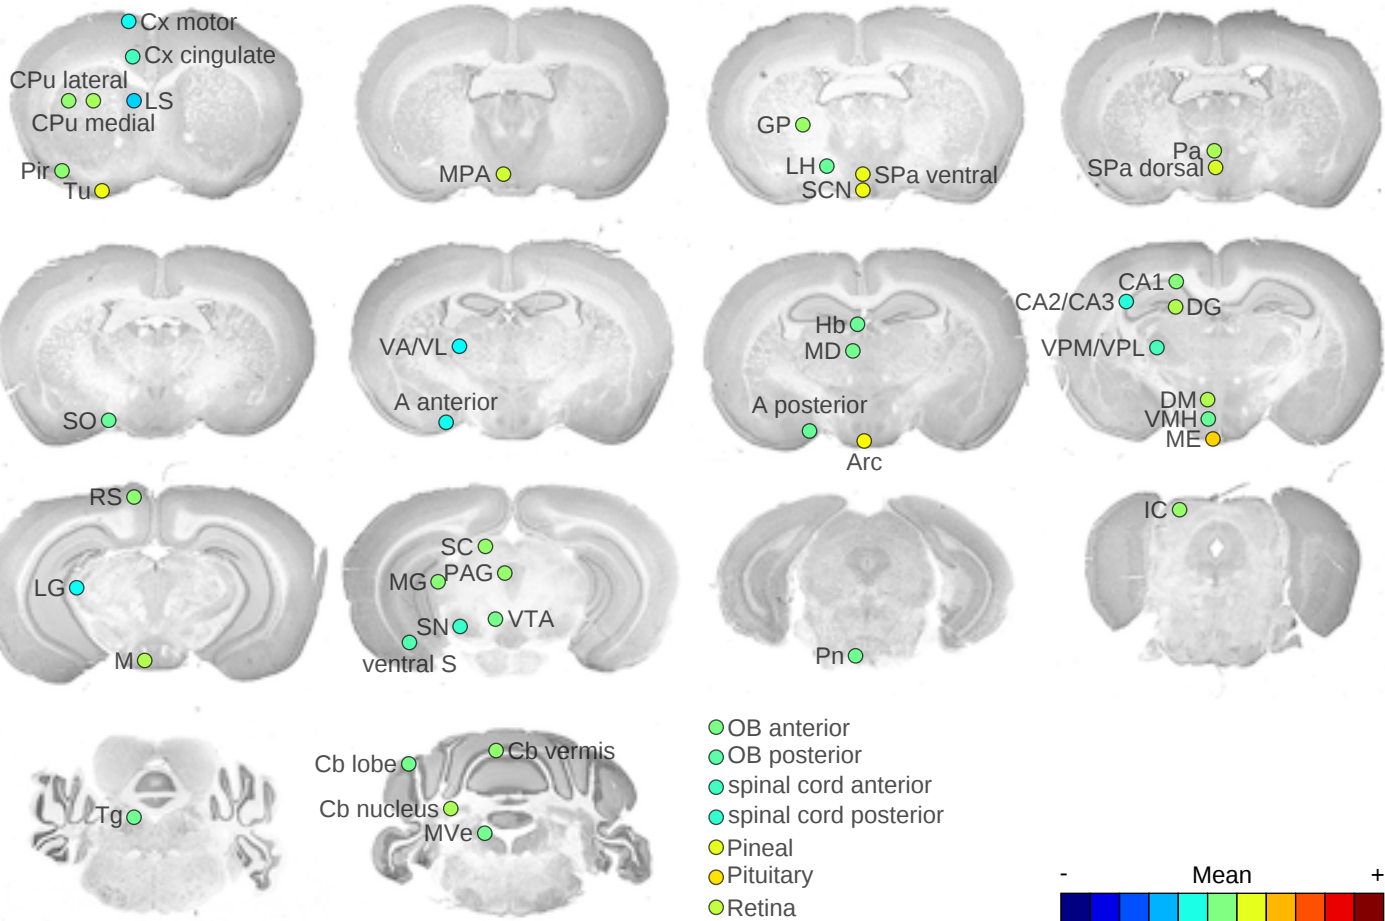 Cx motor
Cx cingulate
CPu lateral
LS
CPu medial
Pir
Tu
MPA
GP
LH
SPa ventral
SCN
Pa
SPa dorsal
SO
VA/VL
A anterior
Hb
MD
A posterior
Arc
CA1
CA2/CA3
DG
VPM/VPL
DM
VMH
ME
RS
LG
M
SC
MG
PAG
SN
VTA
ventral S
Pn
IC
Tg
Cb lobe
Cb vermis
Cb nucleus
MVe
OB anterior
OB posterior
spinal cord anterior
spinal cord posterior
Pineal
Pituitary
Retina
- Mean +